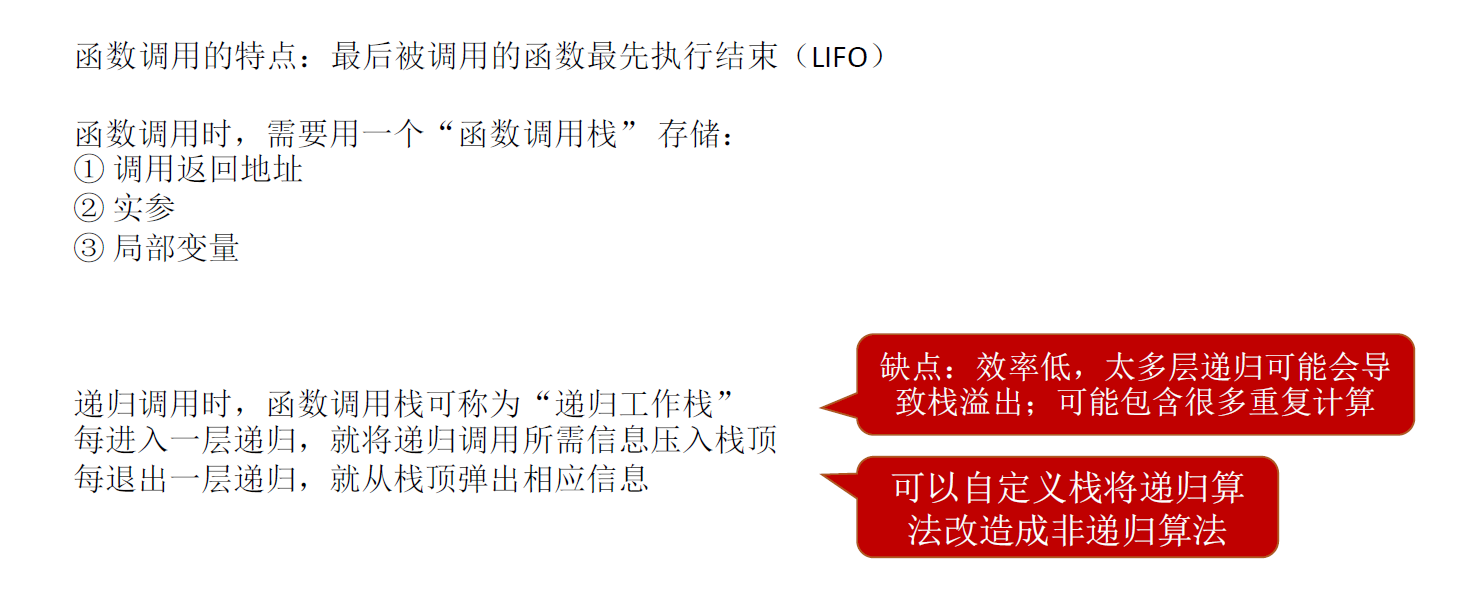 函数调用的特点：最后被调用的函数最先执行结束（LIFO）
函数调用时，需要用一个“函数调用栈” 存储：
① 调用返回地址
② 实参
③ 局部变量
递归调用时，函数调用栈可称为“递归工作栈”
每进入一层递归，就将递归调用所需信息压入栈顶
每退出一层递归，就从栈顶弹出相应信息
缺点：效率低，太多层递归可能会导
致栈溢出；可能包含很多重复计算
可以自定义栈将递归算
法改造成非递归算法